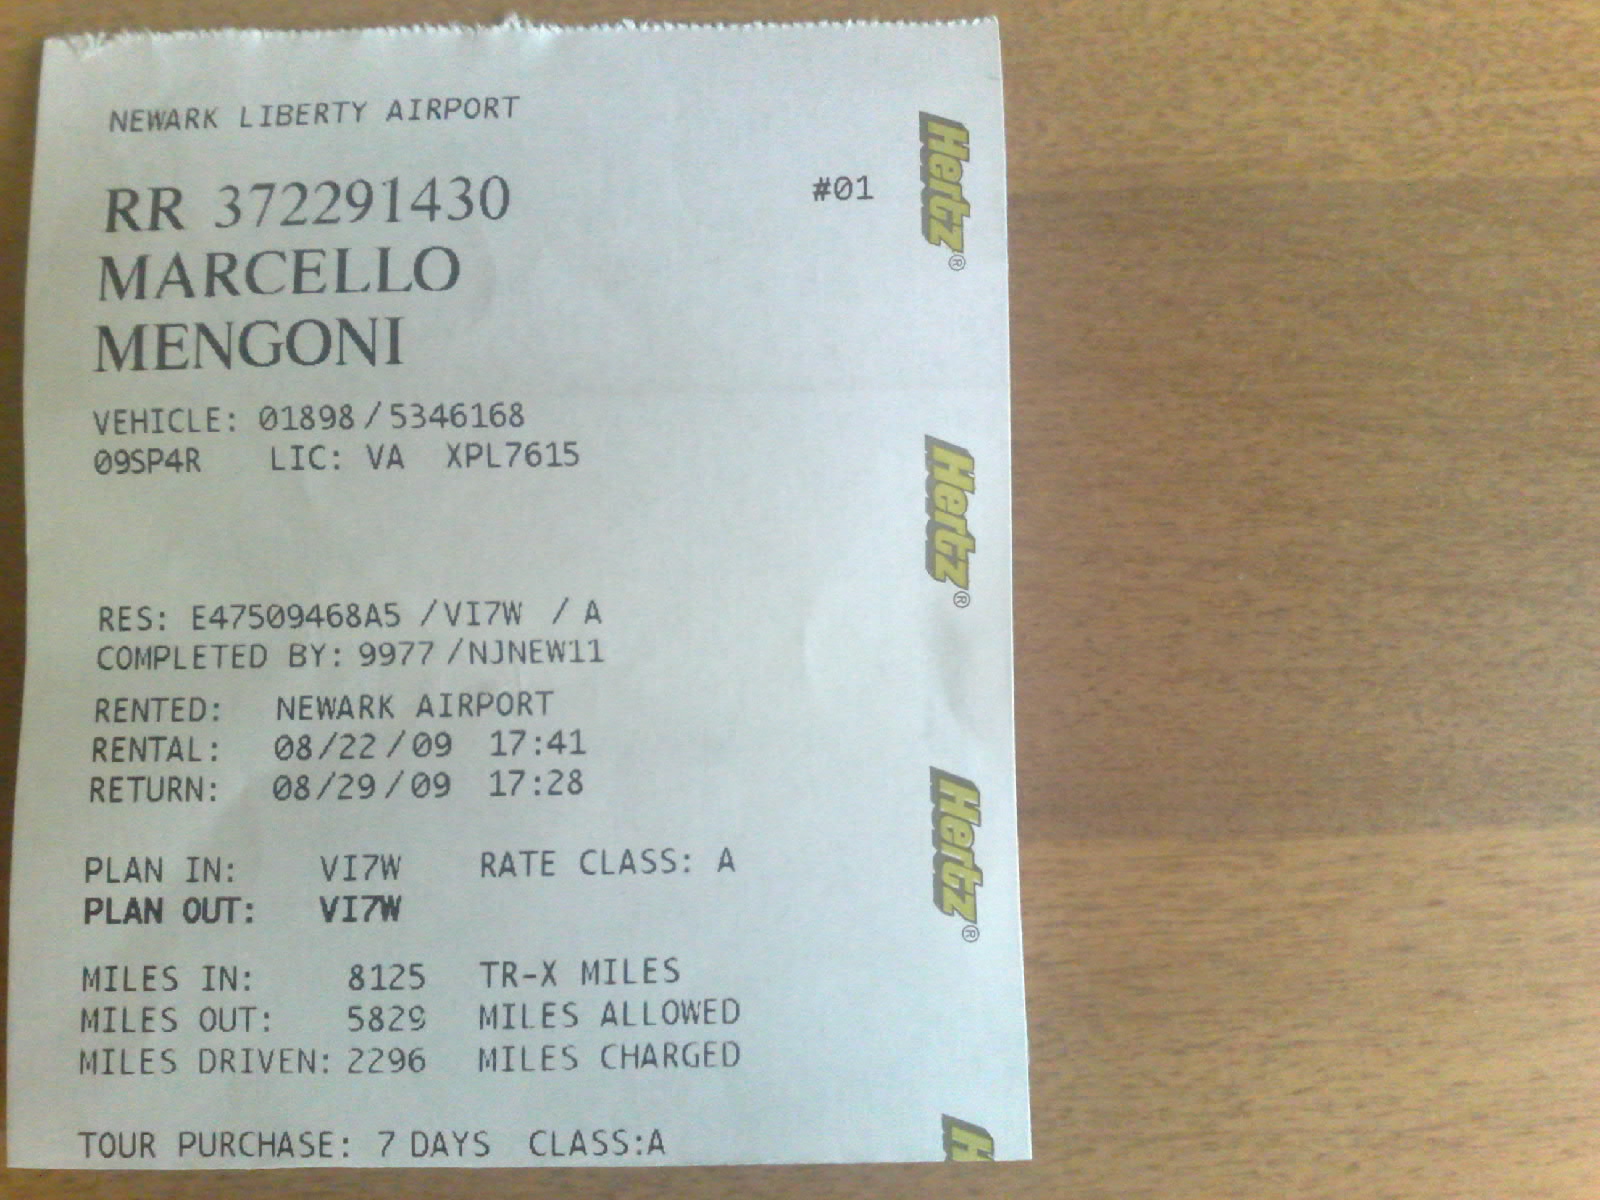 NEWARK LIBERTY AIRPORT
RR 372291430 #01
MARCELLO
MENGONI
VEHICLE: 01898/5346168
09SP4R LIC: VA XPL7615
RES: E47509468A5 /VI7W / A
COMPLETED BY: 9977/NJNEW11
RENTED: NEWARK AIRPORT
RENTAL: 08/22/09 17:41
RETURN: 08/29/09 17:28
PLAN IN: VI7W RATE CLASS: A
PLAN OUT: VI7W
MILES IN: 8125 TR-X MILES
MILES OUT: 5829 MILES ALLOWED
MILES DRIVEN: 2296 MILES CHARGED
TOUR PURCHASE: 7 DAYS CLASS:A
Hertz®
Hertz®
Hertz®
H